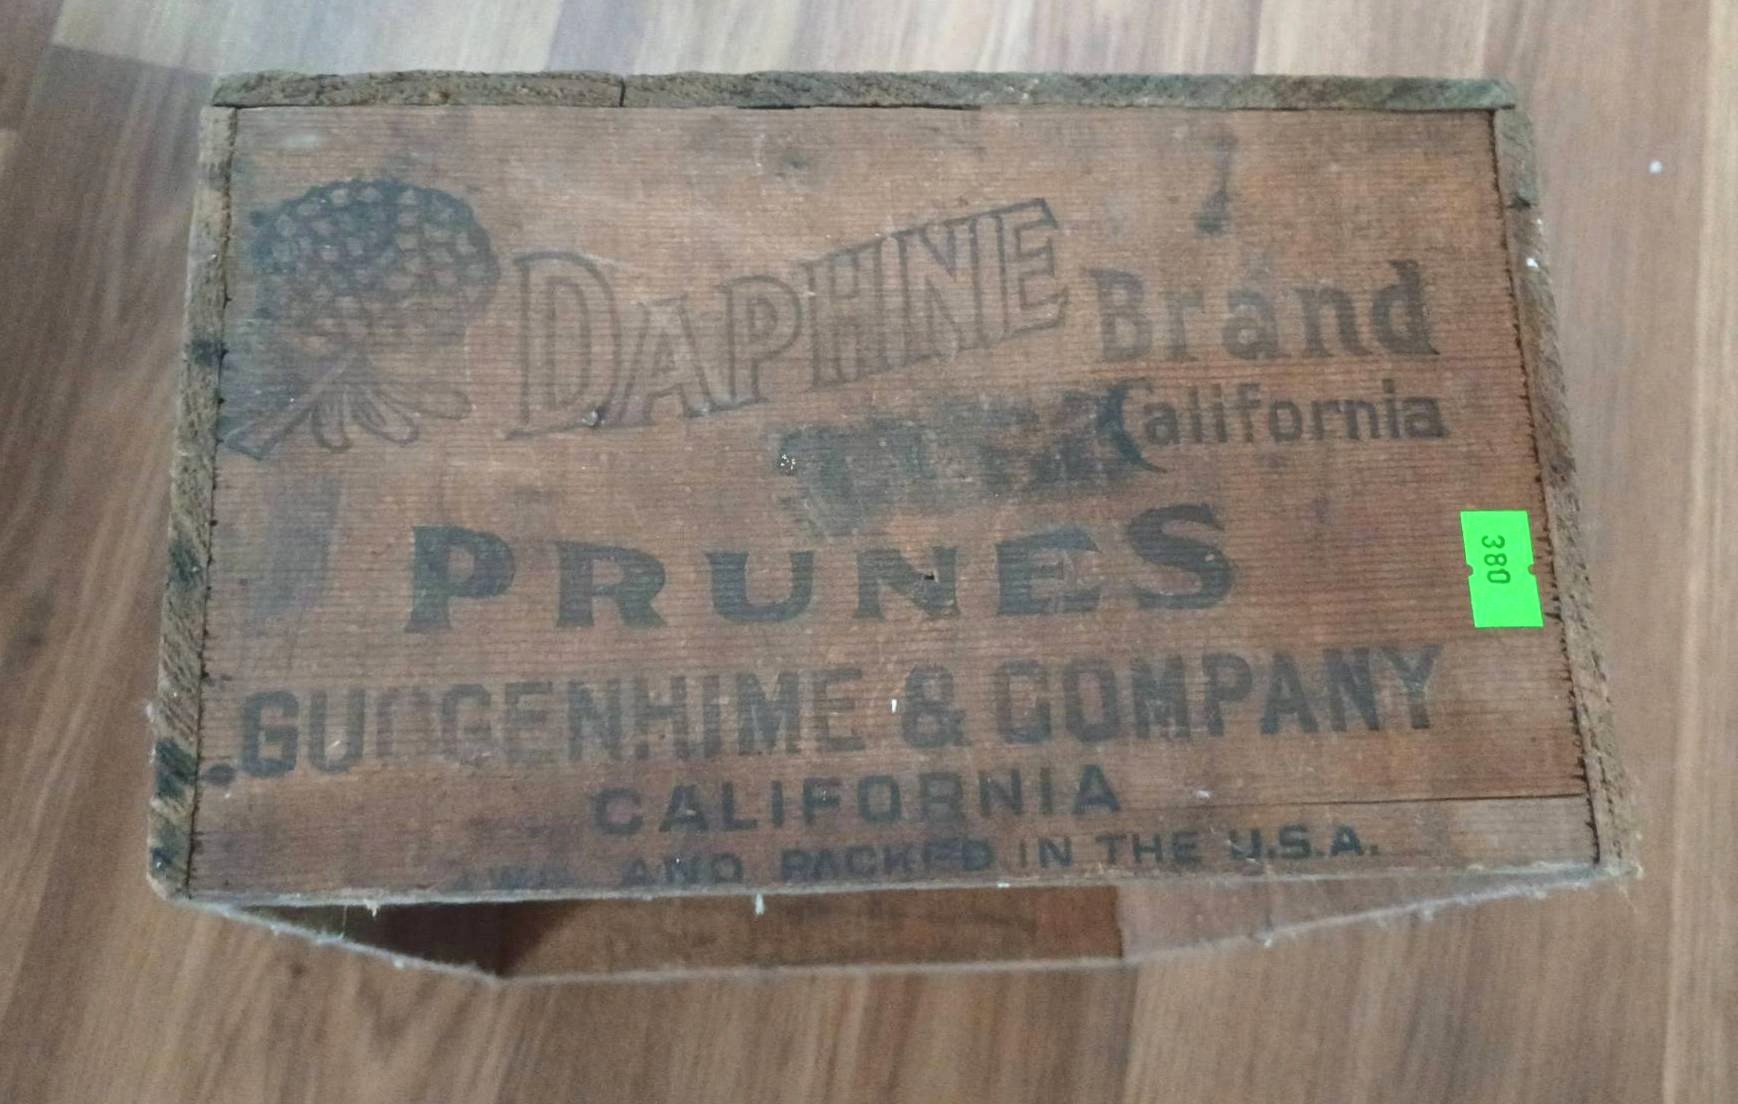 DAPHNE Brand
California
PRUNES
GUGGENHIME & COMPANY
CALIFORNIA
AND PACKED IN THE U.S.A.
380